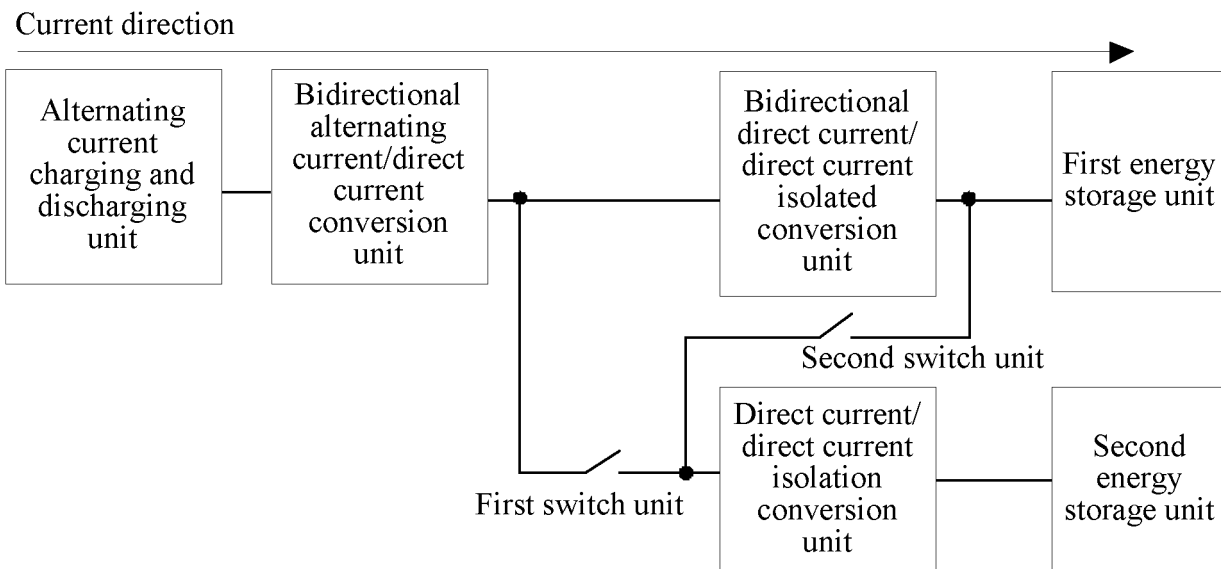 Current direction
Alternating
current
charging and
discharging
unit
Bidirectional
alternating
current/direct
current
conversion
unit
Bidirectional
direct current/
direct current
isolated
conversion
unit
First energy
storage unit
Second switch unit
First switch unit
Direct current/
direct current
isolation
conversion
unit
Second
energy
storage unit